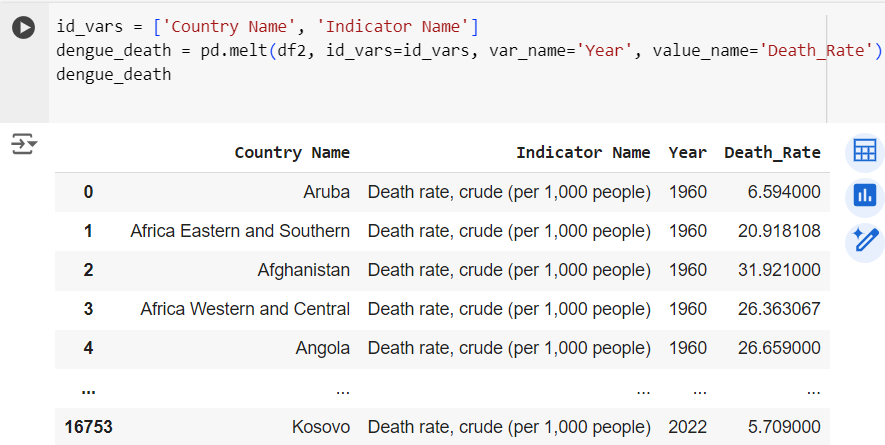 id_vars = ['Country Name', 'Indicator Name']
dengue_death = pd.melt(df2, id_vars=id_vars, var_name='Year', value_name='Death_Rate')
dengue_death
Country Name Indicator Name Year Death_Rate
0 Aruba Death rate, crude (per 1,000 people) 1960 6.594000
1 Africa Eastern and Southern Death rate, crude (per 1,000 people) 1960 20.918108
2 Afghanistan Death rate, crude (per 1,000 people) 1960 31.921000
3 Africa Western and Central Death rate, crude (per 1,000 people) 1960 26.363067
4 Angola Death rate, crude (per 1,000 people) 1960 26.659000
... ... ... ... ...
16753 Kosovo Death rate, crude (per 1,000 people) 2022 5.709000